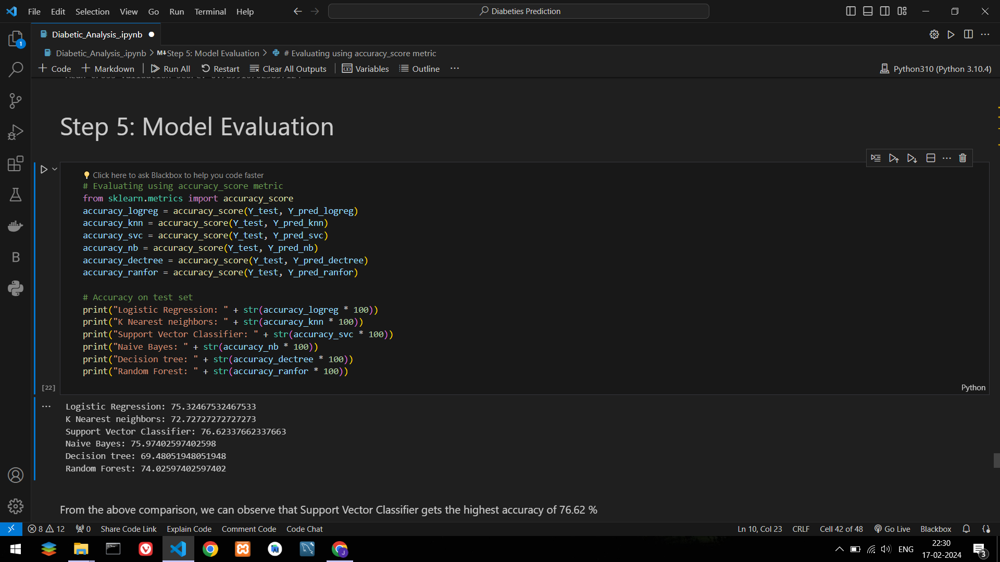 File Edit Selection View Go Run Terminal Help
Diabeties Prediction
Diabetic_Analysis_.ipynb
1
Diabetic_Analysis_.ipynb > M↓Step 5: Model Evaluation > # Evaluating using accuracy_score metric
+ Code + Markdown | Run All Restart Clear All Outputs | Variables Outline ...
Python310 (Python 3.10.4)
Step 5: Model Evaluation
Click here to ask Blackbox to help you code faster
# Evaluating using accuracy_score metric
from sklearn.metrics import accuracy_score
accuracy_logreg = accuracy_score(Y_test, Y_pred_logreg)
accuracy_knn = accuracy_score(Y_test, Y_pred_knn)
accuracy_svc = accuracy_score(Y_test, Y_pred_svc)
accuracy_nb = accuracy_score(Y_test, Y_pred_nb)
accuracy_dectree = accuracy_score(Y_test, Y_pred_dectree)
accuracy_ranfor = accuracy_score(Y_test, Y_pred_ranfor)
# Accuracy on test set
print("Logistic Regression: " + str(accuracy_logreg * 100))
print("K Nearest neighbors: " + str(accuracy_knn * 100))
print("Support Vector Classifier: " + str(accuracy_svc * 100))
print("Naive Bayes: " + str(accuracy_nb * 100))
print("Decision tree: " + str(accuracy_dectree * 100))
print("Random Forest: " + str(accuracy_ranfor * 100))
[22]
Python
B
... Logistic Regression: 75.32467532467533
K Nearest neighbors: 72.72727272727273
Support Vector Classifier: 76.62337662337663
Naive Bayes: 75.97402597402598
Decision tree: 69.48051948051948
Random Forest: 74.02597402597402
From the above comparison, we can observe that Support Vector Classifier gets the highest accuracy of 76.62 %
8 12 0 Share Code Link Explain Code Comment Code Code Chat
Ln 10, Col 23 CRLF Cell 42 of 48 Go Live Blackbox
J
ENG
22:30
17-02-2024
3